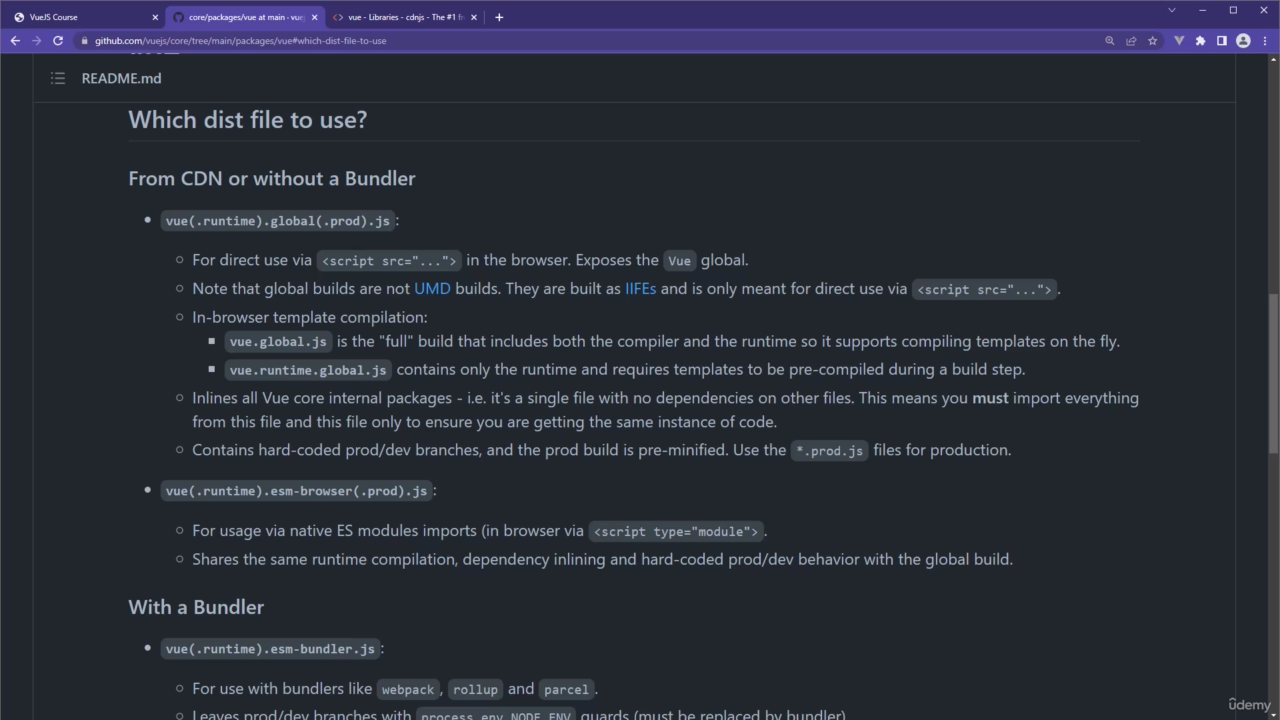 VueJS Course
core/packages/vue at main · vuej
vue - Libraries - cdnjs - The #1 fr
github.com/vuejs/core/tree/main/packages/vue#which-dist-file-to-use
README.md
Which dist file to use?
From CDN or without a Bundler
vue(.runtime).global(.prod).js:
For direct use via <script src="..."> in the browser. Exposes the Vue global.
Note that global builds are not UMD builds. They are built as IIFEs and is only meant for direct use via <script src="...">.
In-browser template compilation:
vue.global.js is the "full" build that includes both the compiler and the runtime so it supports compiling templates on the fly.
vue.runtime.global.js contains only the runtime and requires templates to be pre-compiled during a build step.
Inlines all Vue core internal packages - i.e. it's a single file with no dependencies on other files. This means you must import everything
from this file and this file only to ensure you are getting the same instance of code.
Contains hard-coded prod/dev branches, and the prod build is pre-minified. Use the *.prod.js files for production.
vue(.runtime).esm-browser(.prod).js:
For usage via native ES modules imports (in browser via <script type="module">.
Shares the same runtime compilation, dependency inlining and hard-coded prod/dev behavior with the global build.
With a Bundler
vue(.runtime).esm-bundler.js:
For use with bundlers like webpack, rollup and parcel.
Leaves prod/dev branches with process.env.NODE_ENV guards (must be replaced by bundler)
ûdemy